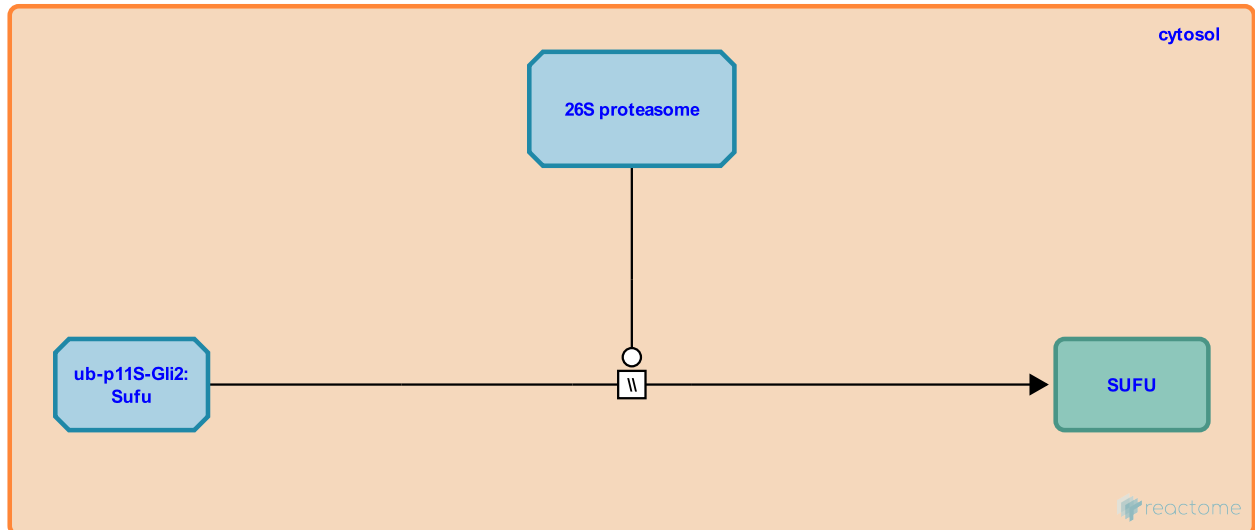 cytosol
26S proteasome
ub-p11S-Gli2:
Sufu
\\
SUFU
reactome